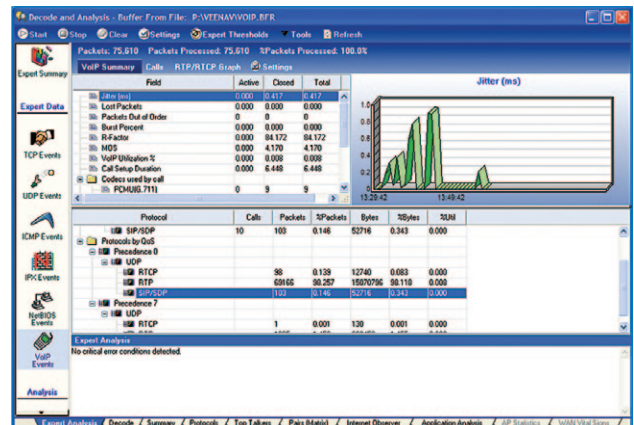 Decode and Analysis - Buffer From File: P:\VEENAV\VOIP.BFR
Start Stop Clear Settings Expert Thresholds Tools Refresh
Packets: 75,610 Packets Processed: 75,610 %Packets Processed: 100.0%
VoIP Summary Calls RTP/RTCP Graph Settings
Expert Summary
Expert Data
TCP Events
UDP Events
ICMP Events
IPX Events
NetBIOS Events
VoIP Events
Analysis
Field Active Closed Total
Jitter (ms) 0.000 0.417 0.417
Lost Packets 0.000 0.000 0.000
Packets Out of Order 0 0 0
Burst Percent 0.000 0.000 0.000
R-Factor 0.000 84.172 84.172
MOS 0.000 4.170 4.170
VoIP Utilization % 0.000 0.008 0.008
Call Setup Duration 0.000 6.448 6.448
Codecs used by call
PCMU(G.711) 0 9 9
Jitter (ms)
1.0
0.8
0.6
0.4
0.2
0.0
13:29:42 13:49:42
Protocol Calls Packets %Packets Bytes %Bytes %Util
SIP/SDP 10 103 0.146 52716 0.343 0.000
Protocols by QoS
Precedence 0
UDP
RTCP 98 0.139 12740 0.083 0.000
RTP 69166 98.257 15070796 98.110 0.000
SIP/SDP 103 0.146 52716 0.343 0.000
Precedence 7
UDP
RTCP 1 0.001 130 0.001 0.000
Expert Analysis
No critical error conditions detected.
Expert Analysis Decode Summary Protocols Top Talkers Pairs (Matrix) Internet Observer Application Analysis AP Statistics WAN Vital Signs